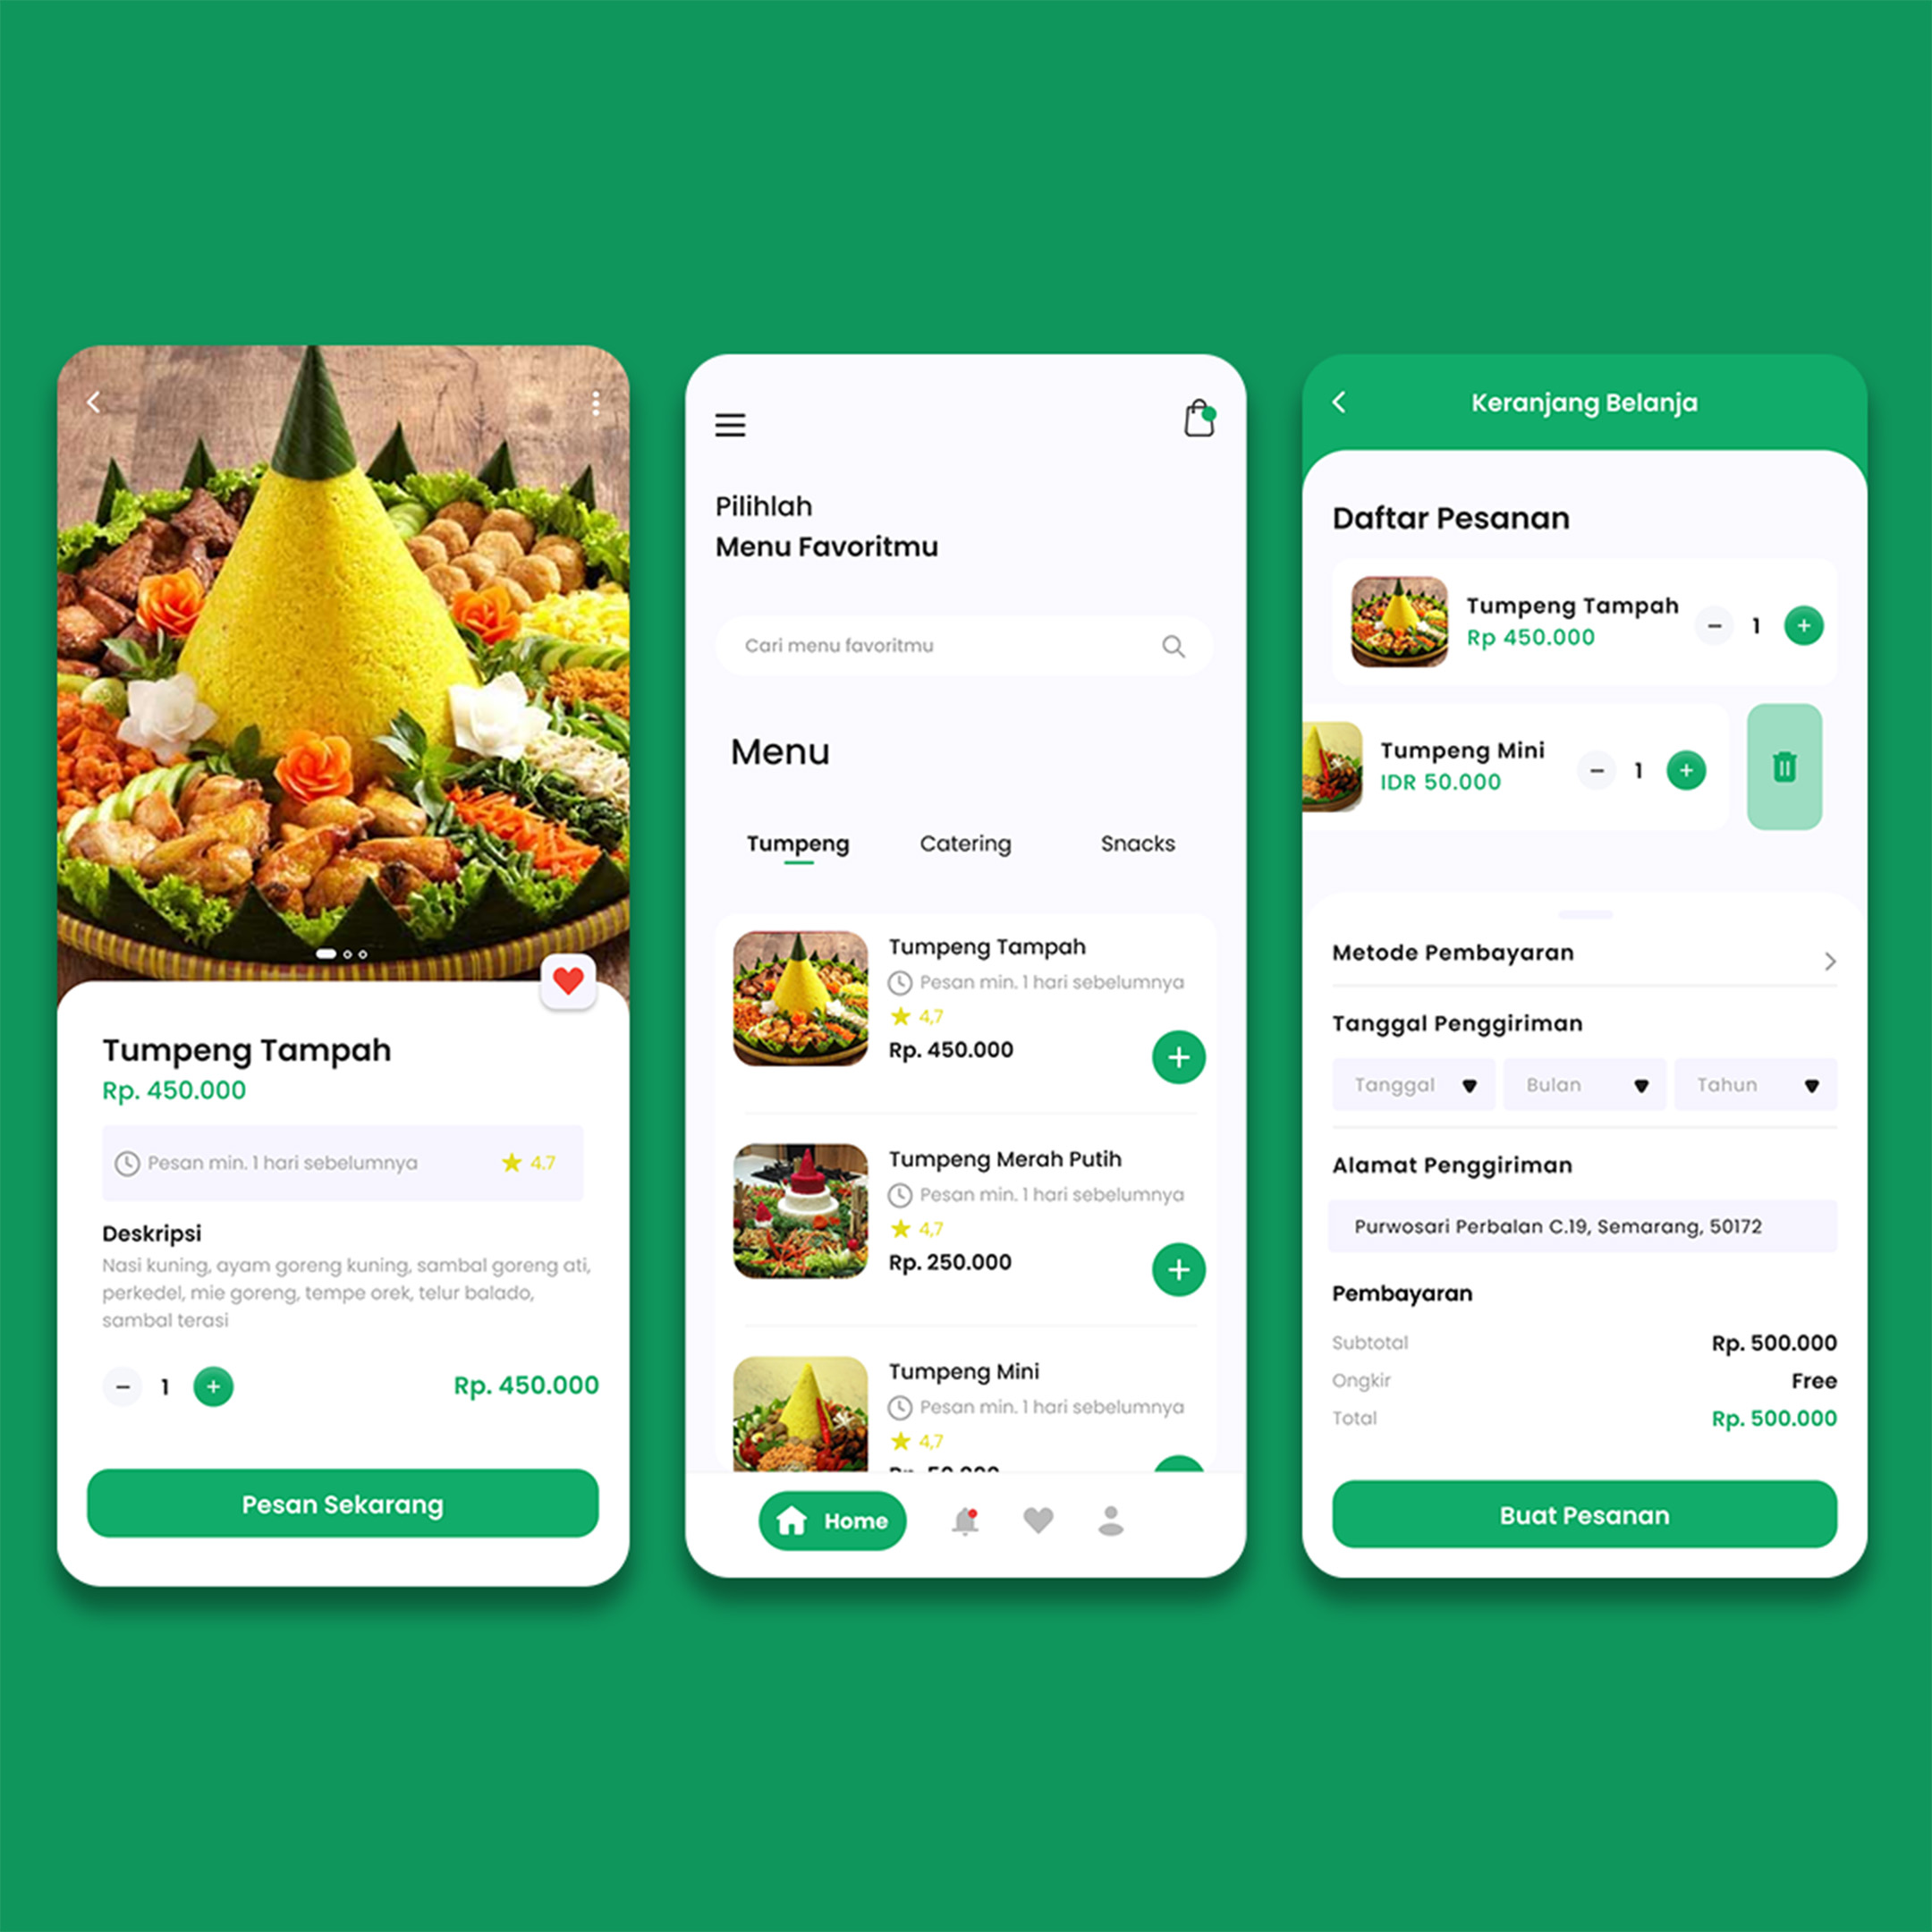 Tumpeng Tampah
Rp. 450.000
Pesan min. 1 hari sebelumnya
4.7
Deskripsi
Nasi kuning, ayam goreng kuning, sambal goreng ati,
perkedel, mie goreng, tempe orek, telur balado,
sambal terasi
1
Rp. 450.000
Pesan Sekarang
Pilihlah
Menu Favoritmu
Cari menu favoritmu
Menu
Tumpeng
Catering
Snacks
Tumpeng Tampah
Pesan min. 1 hari sebelumnya
4,7
Rp. 450.000
Tumpeng Merah Putih
Pesan min. 1 hari sebelumnya
4,7
Rp. 250.000
Tumpeng Mini
Pesan min. 1 hari sebelumnya
4,7
Rp. 50.000
Home
Keranjang Belanja
Daftar Pesanan
Tumpeng Tampah
Rp 450.000
1
Tumpeng Mini
IDR 50.000
1
Metode Pembayaran
Tanggal Penggiriman
Tanggal
Bulan
Tahun
Alamat Penggiriman
Purwosari Perbalan C.19, Semarang, 50172
Pembayaran
Subtotal
Rp. 500.000
Ongkir
Free
Total
Rp. 500.000
Buat Pesanan